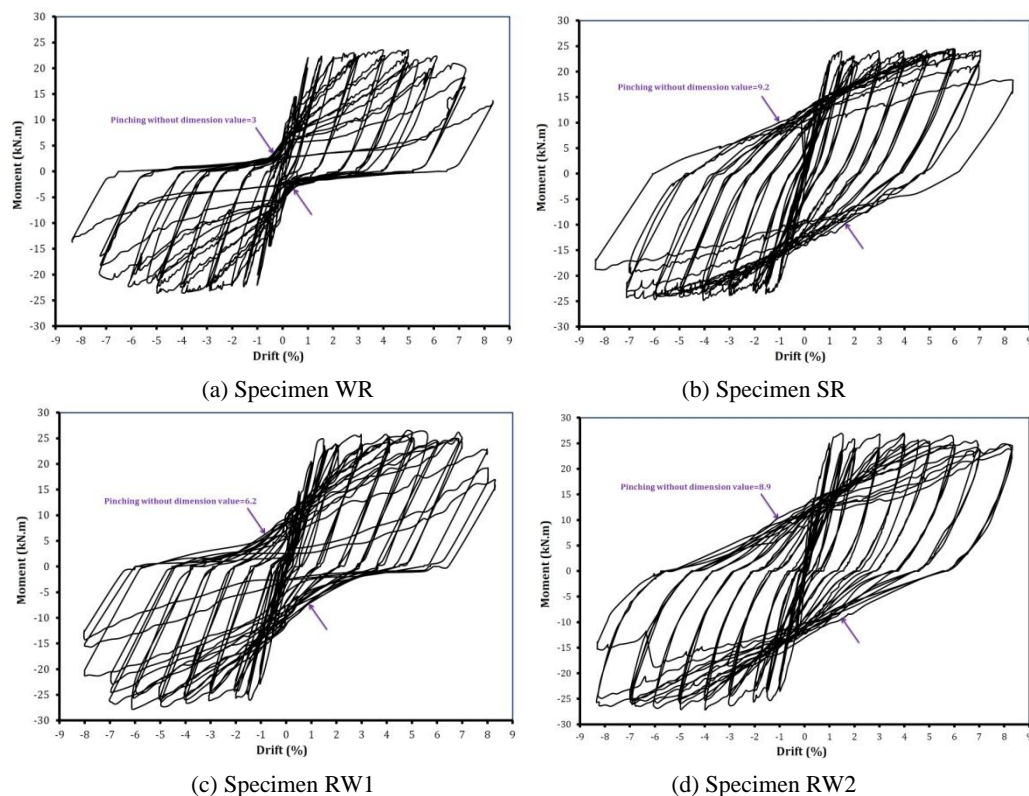 30
25
20
15
10
5
0
-5
-10
-15
-20
-25
-30
Moment (kN.m)
Pinching without dimension value=3
-9 -8 -7 -6 -5 -4 -3 -2 -1 0 1 2 3 4 5 6 7 8 9
Drift (%)
(a) Specimen WR
30
25
20
15
10
5
0
-5
-10
-15
-20
-25
-30
Moment (kN.m)
Pinching without dimension value=9.2
-9 -8 -7 -6 -5 -4 -3 -2 -1 0 1 2 3 4 5 6 7 8 9
Drift (%)
(b) Specimen SR
30
25
20
15
10
5
0
-5
-10
-15
-20
-25
-30
Moment (kN.m)
Pinching without dimension value=6.2
-9 -8 -7 -6 -5 -4 -3 -2 -1 0 1 2 3 4 5 6 7 8 9
Drift (%)
(c) Specimen RW1
30
25
20
15
10
5
0
-5
-10
-15
-20
-25
-30
Moment (kN.m)
Pinching without dimension value=8.9
-9 -8 -7 -6 -5 -4 -3 -2 -1 0 1 2 3 4 5 6 7 8 9
Drift (%)
(d) Specimen RW2